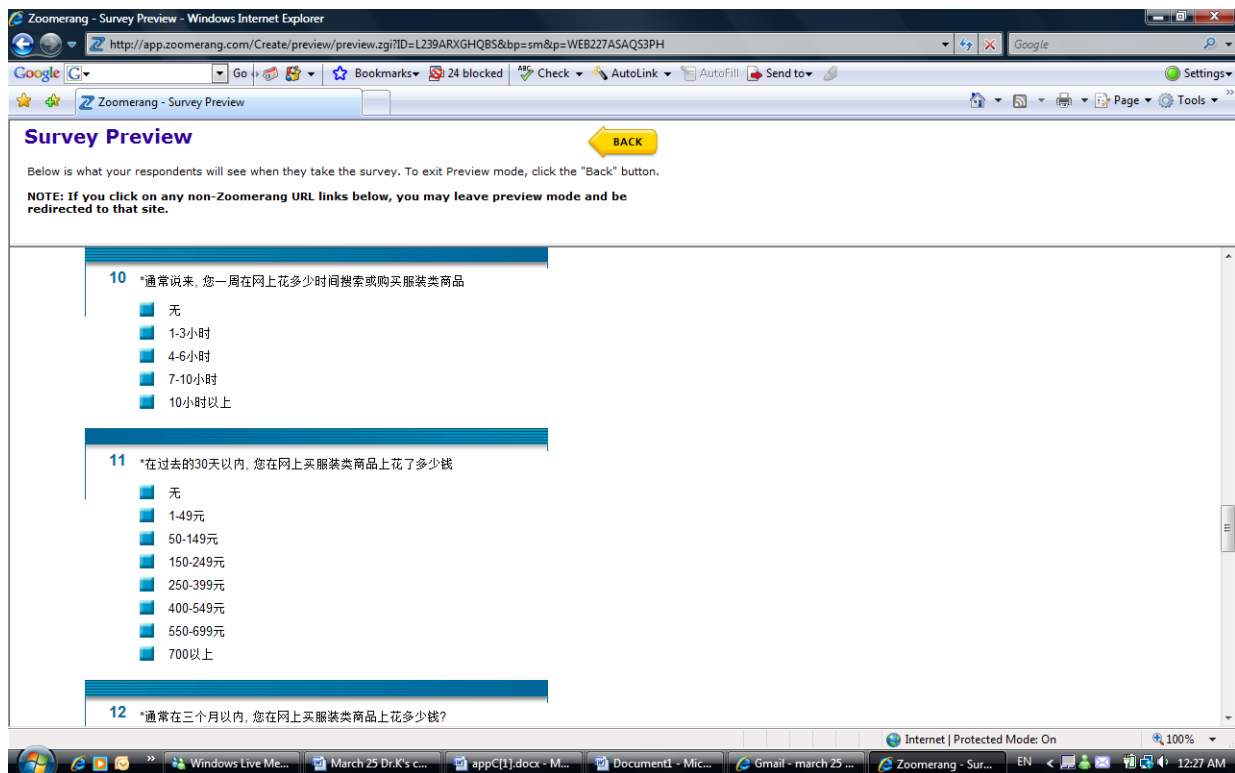 Zoomerang - Survey Preview - Windows Internet Explorer
http://app.zoomerang.com/Create/preview/preview.zgi?ID=L239ARXGHQBS&bp=sm&p=WEB227ASAQS3PH
Google
Google G Go Bookmarks 24 blocked Check AutoLink AutoFill Send to Settings
Zoomerang - Survey Preview Page Tools
Survey Preview
BACK
Below is what your respondents will see when they take the survey. To exit Preview mode, click the "Back" button.
NOTE: If you click on any non-Zoomerang URL links below, you may leave preview mode and be
redirected to that site.
10 *通常说来, 您一周在网上花多少时间搜索或购买服装类商品
无
1-3小时
4-6小时
7-10小时
10小时以上
11 *在过去的30天以内, 您在网上买服装类商品上花了多少钱
无
1-49元
50-149元
150-249元
250-399元
400-549元
550-699元
700以上
12 *通常在三个月以内, 您在网上买服装类商品上花多少钱?
Internet | Protected Mode: On 100%
Windows Live Me... March 25 Dr.K's c... appC[1].docx - M... Document1 - Mic... Gmail - march 25 ... Zoomerang - Sur... EN 12:27 AM